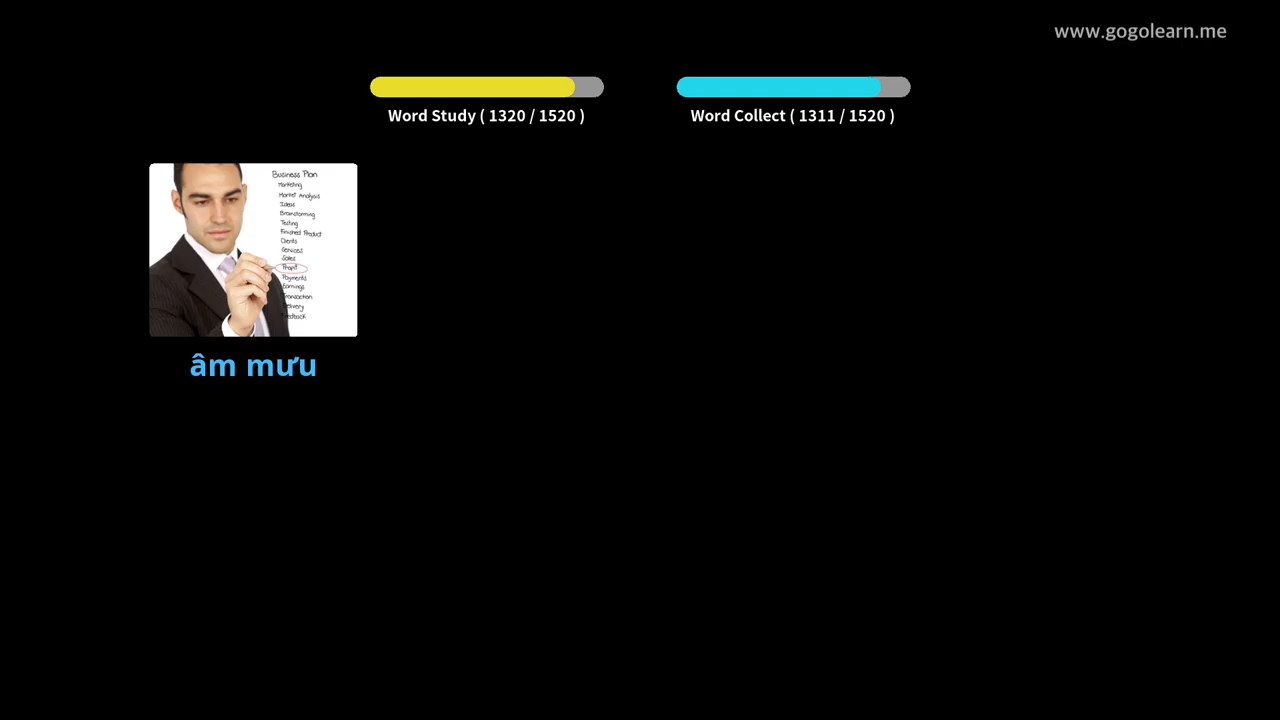 www.gogolearn.me
Word Study ( 1320 / 1520 )
Word Collect ( 1311 / 1520 )
Business Plan
Marketing
Market Analysis
Ideas
Brainstorming
Testing
Finished Product
Clients
Services
Sales
Profit
Payments
Earnings
Transaction
Delivery
Feedback
âm mưu